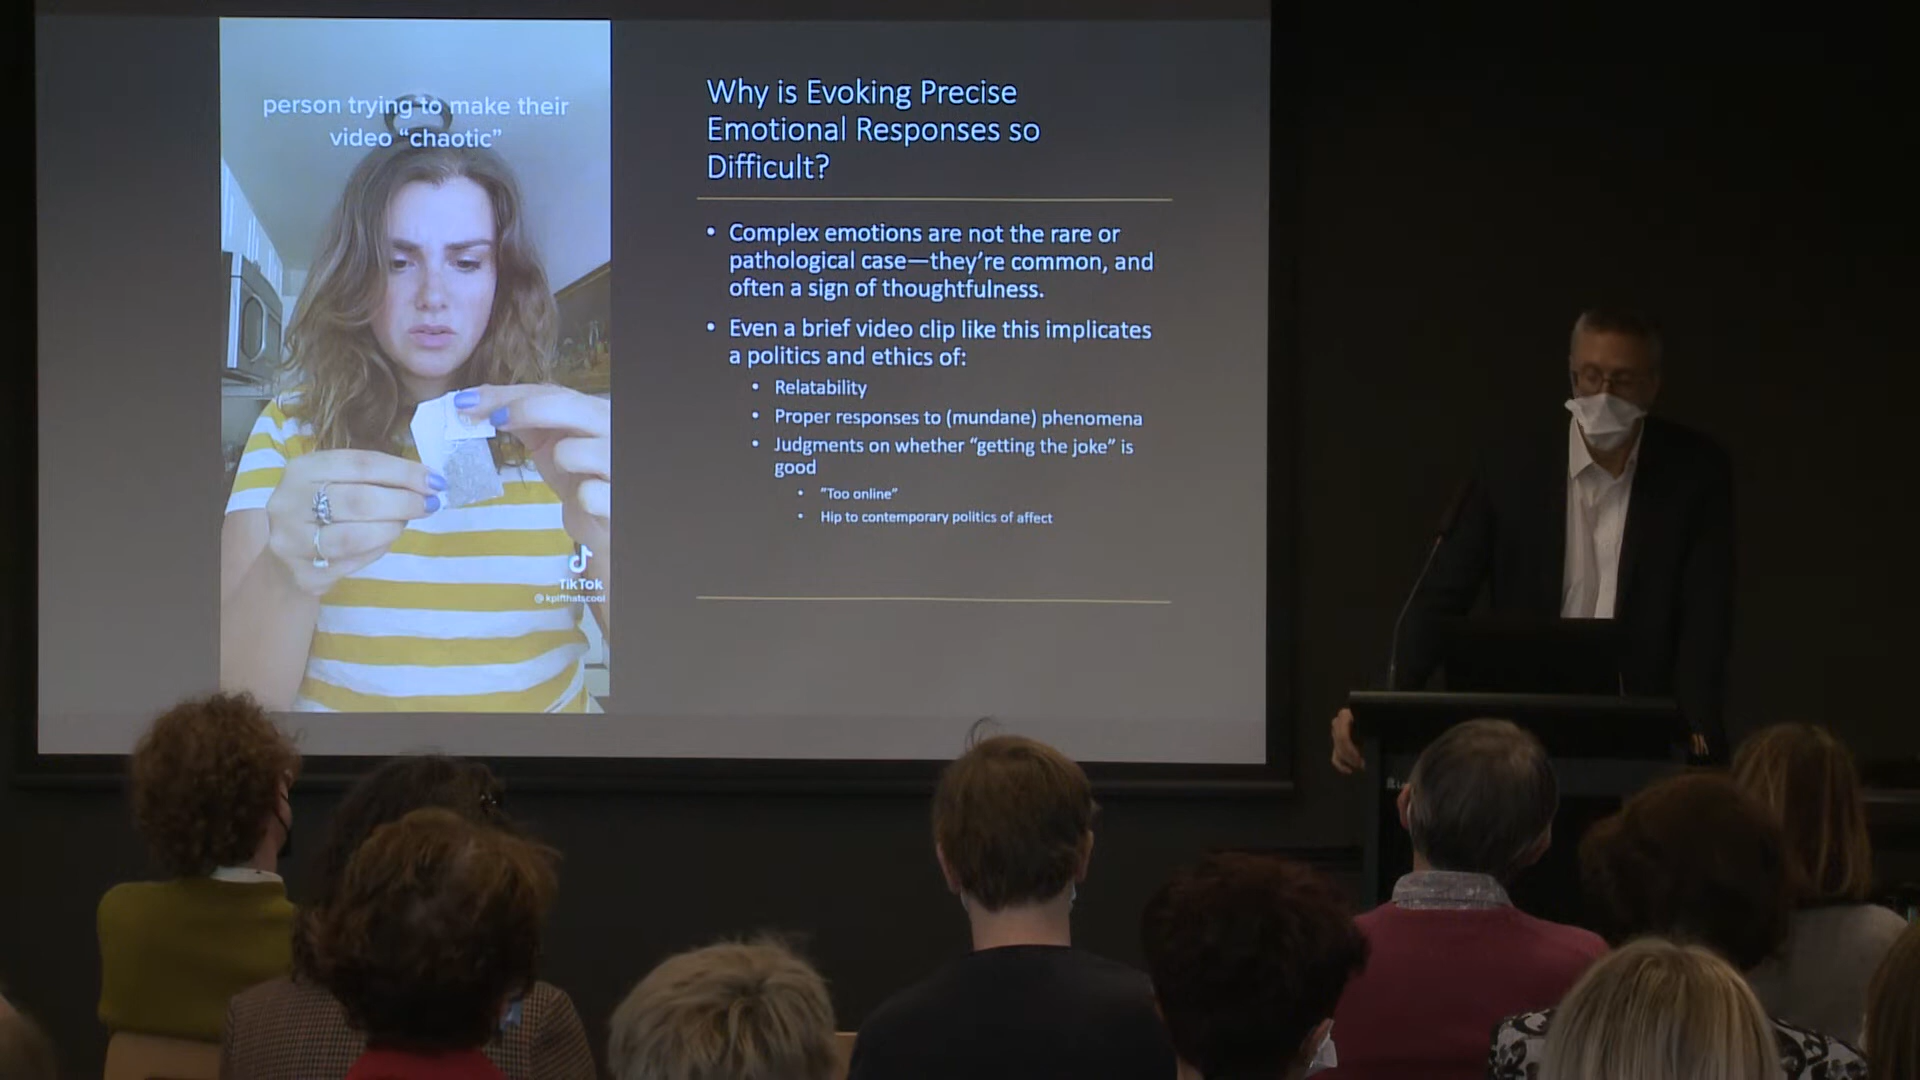 person trying to make their
video “chaotic”
TikTok
@kplfthatscool
Why is Evoking Precise
Emotional Responses so
Difficult?
• Complex emotions are not the rare or
pathological case—they’re common, and
often a sign of thoughtfulness.
• Even a brief video clip like this implicates
a politics and ethics of:
• Relatability
• Proper responses to (mundane) phenomena
• Judgments on whether “getting the joke” is
good
• ”Too online”
• Hip to contemporary politics of affect